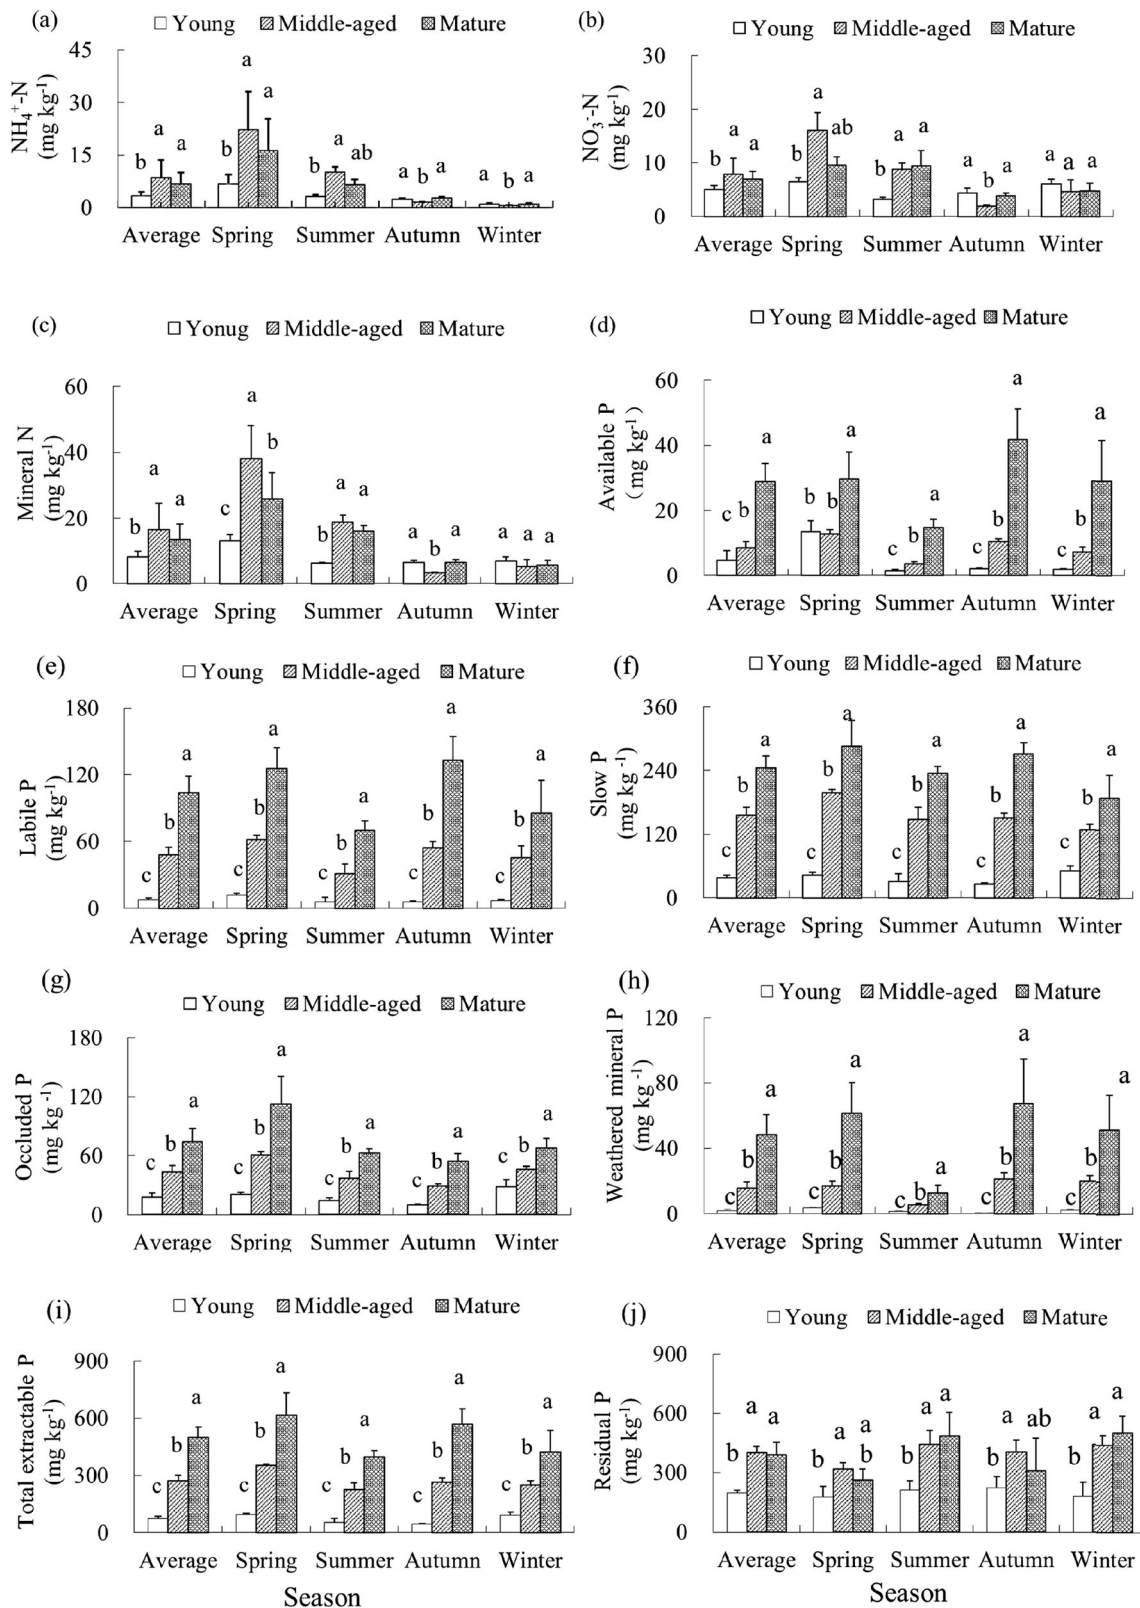 (a)
Young Middle-aged Mature
NH₄⁺-N
(mg kg⁻¹)
45
30
15
0
b a a b a a b a ab a b a a b a
Average Spring Summer Autumn Winter
(b)
Young Middle-aged Mature
NO₃⁻-N
(mg kg⁻¹)
30
20
10
0
b a a b a ab b a a a b a a a a
Average Spring Summer Autumn Winter
(c)
Yonug Middle-aged Mature
Mineral N
(mg kg⁻¹)
60
40
20
0
b a a c a b b a a a b a a a a
Average Spring Summer Autumn Winter
(d)
Young Middle-aged Mature
Available P
(mg kg⁻¹)
60
40
20
0
c b a b b a c b a c b a c b a
Average Spring Summer Autumn Winter
(e)
Young Middle-aged Mature
Labile P
(mg kg⁻¹)
180
120
60
0
c b a c b a c b a c b a c b a
Average Spring Summer Autumn Winter
(f)
Young Middle-aged Mature
Slow P
(mg kg⁻¹)
360
240
120
0
c b a c b a c b a c b a c b a
Average Spring Summer Autumn Winter
(g)
Young Middle-aged Mature
Occluded P
(mg kg⁻¹)
180
120
60
0
c b a c b a c b a c b a c b a
Average Spring Summer Autumn Winter
(h)
Young Middle-aged Mature
Weathered mineral P
(mg kg⁻¹)
120
80
40
0
c b a c b a c b a c b a c b a
Average Spring Summer Autumn Winter
(i)
Young Middle-aged Mature
Total extractable P
(mg kg⁻¹)
900
600
300
0
c b a c b a c b a c b a c b a
Average Spring Summer Autumn Winter
Season
(j)
Young Middle-aged Mature
Residual P
(mg kg⁻¹)
900
600
300
0
b a a b a a b b a a b a ab b a a
Average Spring Summer Autumn Winter
Season